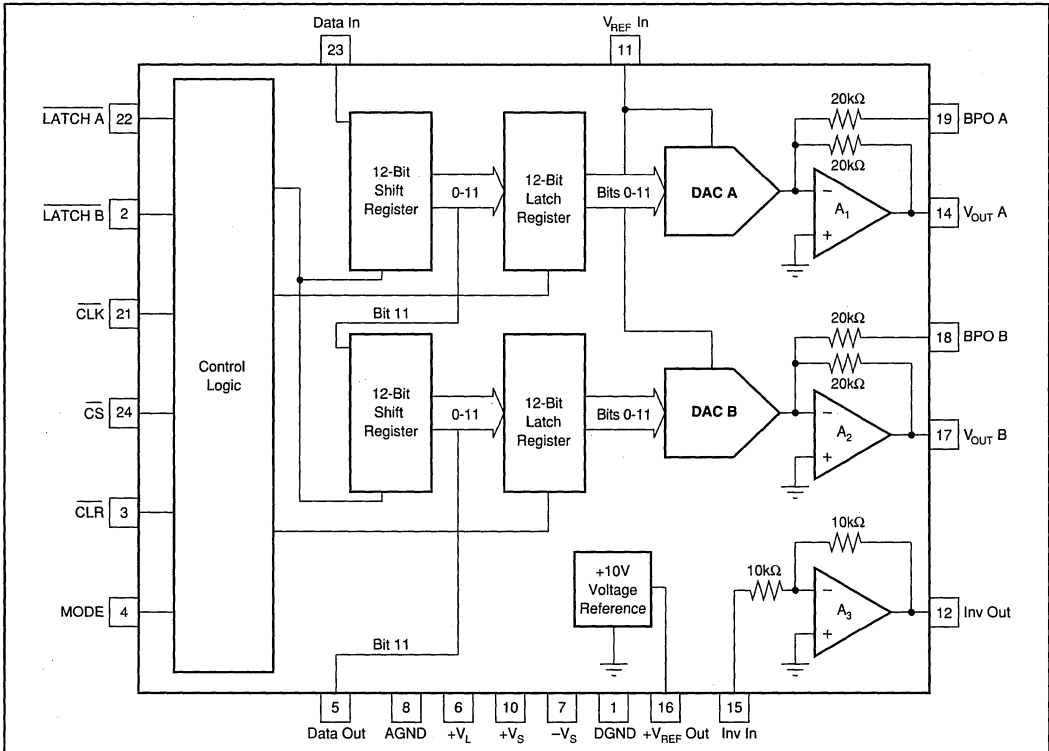 Data In
23
V_REF In
11
LATCH A
22
LATCH B
2
CLK
21
CS
24
CLR
3
MODE
4
Control
Logic
12-Bit
Shift
Register
0-11
12-Bit
Latch
Register
Bits 0-11
DAC A
20kΩ
20kΩ
−
A1
+
19
BPO A
14
V_OUT A
Bit 11
12-Bit
Shift
Register
0-11
12-Bit
Latch
Register
Bits 0-11
DAC B
20kΩ
20kΩ
−
A2
+
18
BPO B
17
V_OUT B
+10V
Voltage
Reference
10kΩ
10kΩ
−
A3
+
12
Inv Out
Bit 11
5
Data Out
8
AGND
6
+V_L
10
+V_S
7
−V_S
1
DGND
16
+V_REF Out
15
Inv In